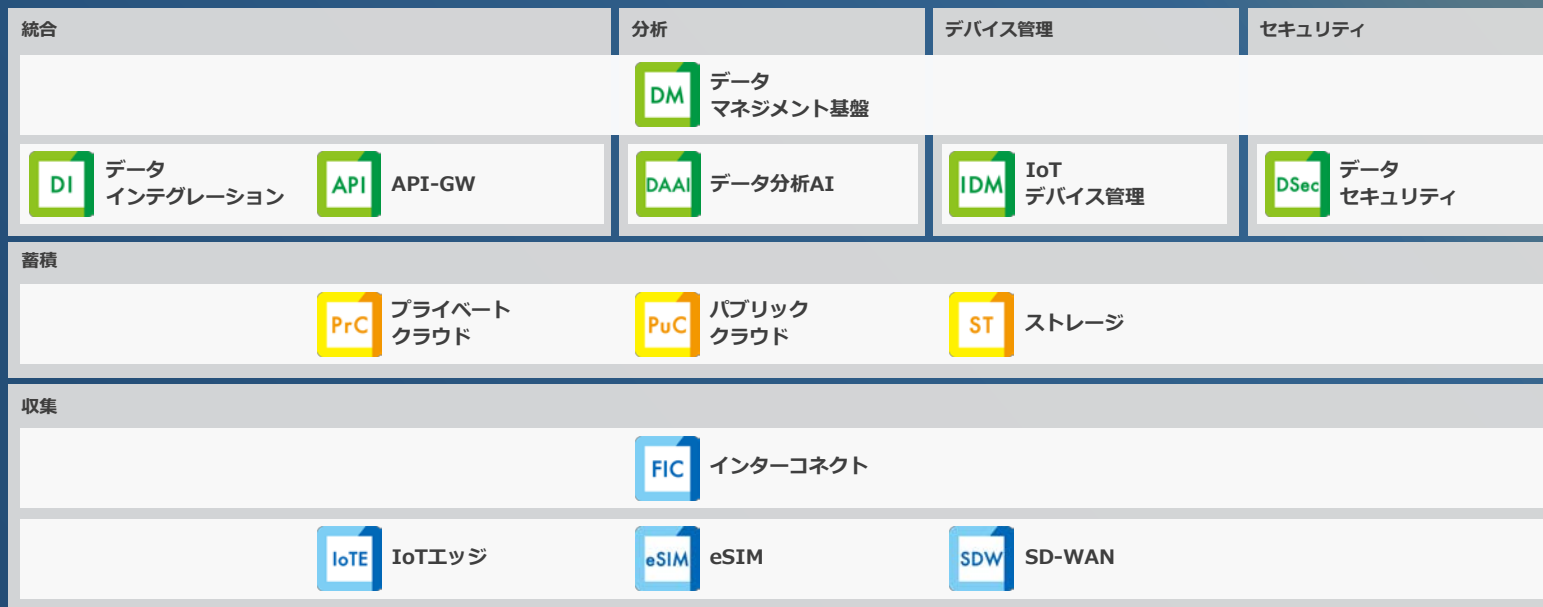 統合
分析
デバイス管理
セキュリティ
DM
データ
マネジメント基盤
DI
データ
インテグレーション
API
API-GW
DAAI
データ分析AI
IDM
IoT
デバイス管理
DSec
データ
セキュリティ
蓄積
PrC
プライベート
クラウド
PuC
パブリック
クラウド
ST
ストレージ
収集
FIC
インターコネクト
IoTE
IoTエッジ
eSIM
eSIM
SDW
SD-WAN